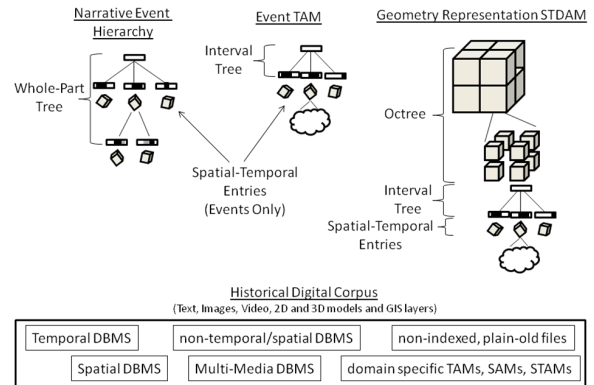 Narrative Event
Hierarchy
Whole-Part
Tree
Event TAM
Interval
Tree
Spatial-Temporal
Entries
(Events Only)
Geometry Representation STDAM
Octree
Interval
Tree
Spatial-Temporal
Entries
Historical Digital Corpus
(Text, Images, Video, 2D and 3D models and GIS layers)
Temporal DBMS
non-temporal/spatial DBMS
non-indexed, plain-old files
Spatial DBMS
Multi-Media DBMS
domain specific TAMs, SAMs, STAMs